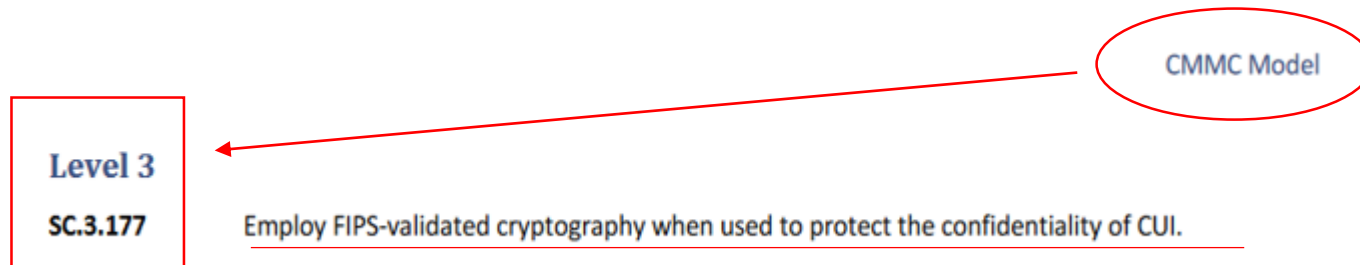 CMMC Model
Level 3
SC.3.177 Employ FIPS-validated cryptography when used to protect the confidentiality of CUI.